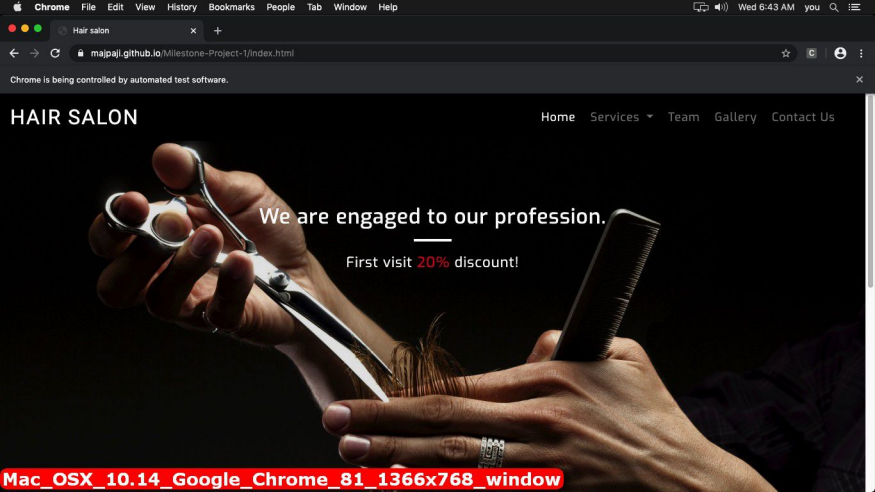 Chrome File Edit View History Bookmarks People Tab Window Help Wed 6:43 AM you
Hair salon
majpaji.github.io/Milestone-Project-1/index.html C
Chrome is being controlled by automated test software.
HAIR SALON Home Services Team Gallery Contact Us
We are engaged to our profession.
First visit 20% discount!
Mac_OSX_10.14_Google_Chrome_81_1366x768_window